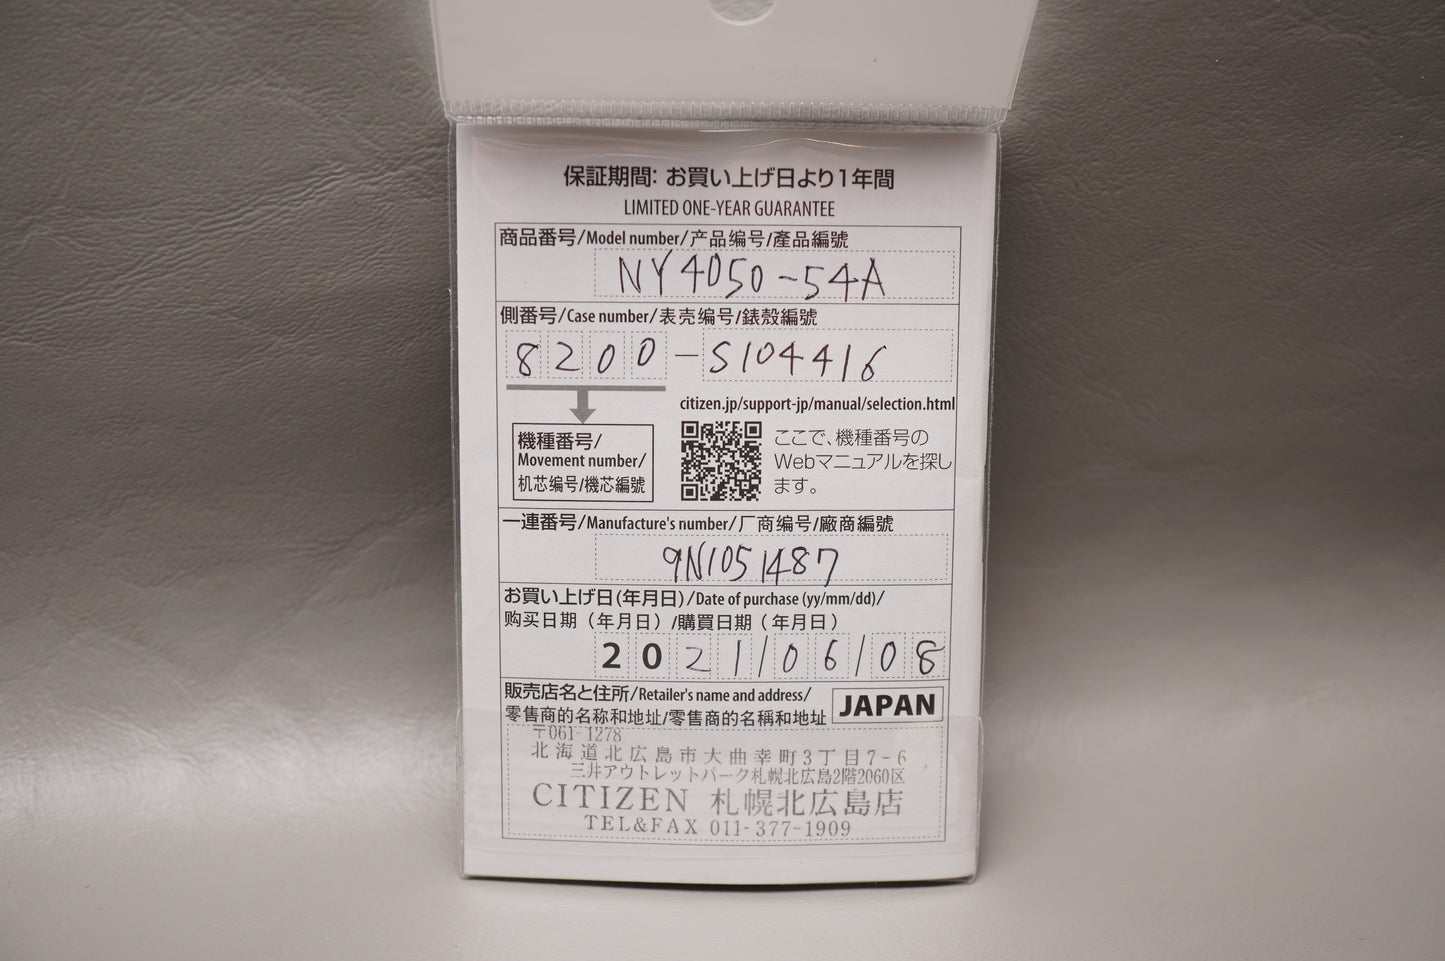 保証期間: お買い上げ日より1年間
LIMITED ONE-YEAR GUARANTEE
商品番号/Model number/产品编号/產品編號
NY4050-54A
側番号/Case number/表壳编号/錶殼編號
8200-S104416
citizen.jp/support-jp/manual/selection.html
機種番号/
Movement number/
机芯编号/機芯編號
ここで、機種番号の
Webマニュアルを探し
ます。
一連番号/Manufacture's number/厂商编号/廠商編號
9N1051487
お買い上げ日(年月日)/Date of purchase (yy/mm/dd)/
购买日期（年月日）/購買日期（年月日）
2021/06/08
販売店名と住所/Retailer's name and address/
零售商的名称和地址/零售商的名稱和地址
JAPAN
〒061-1278
北海道北広島市大曲幸町3丁目7-6
三井アウトレットパーク札幌北広島2階2060区
CITIZEN 札幌北広島店
TEL&FAX 011-377-1909